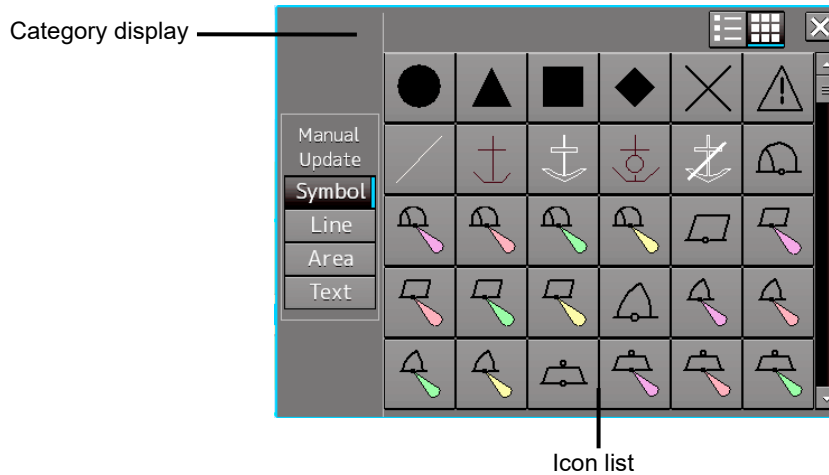 Category display
Manual
Update
Symbol
Line
Area
Text
Icon list